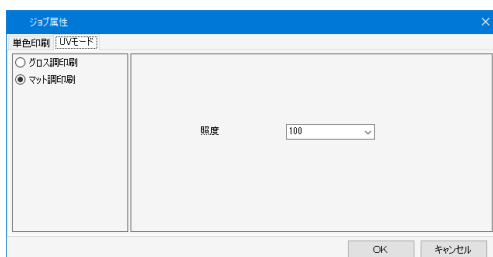 ジョブ属性
単色印刷 UVモード
グロス調印刷
マット調印刷
照度 100
OK キャンセル